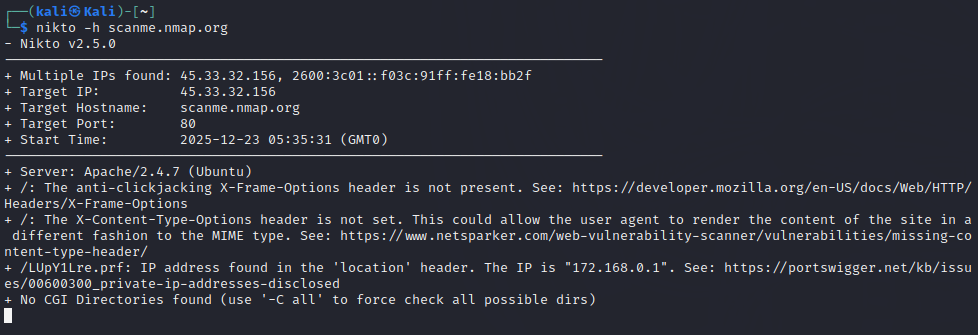 ┌──(kali㉿Kali)-[~]
└─$ nikto -h scanme.nmap.org
- Nikto v2.5.0
---------------------------------------------------------------------------
+ Multiple IPs found: 45.33.32.156, 2600:3c01::f03c:91ff:fe18:bb2f
+ Target IP:          45.33.32.156
+ Target Hostname:    scanme.nmap.org
+ Target Port:        80
+ Start Time:         2025-12-23 05:35:31 (GMT0)
---------------------------------------------------------------------------
+ Server: Apache/2.4.7 (Ubuntu)
+ /: The anti-clickjacking X-Frame-Options header is not present. See: https://developer.mozilla.org/en-US/docs/Web/HTTP/
Headers/X-Frame-Options
+ /: The X-Content-Type-Options header is not set. This could allow the user agent to render the content of the site in a
 different fashion to the MIME type. See: https://www.netsparker.com/web-vulnerability-scanner/vulnerabilities/missing-co
ntent-type-header/
+ /LUpY1Lre.prf: IP address found in the 'location' header. The IP is "172.168.0.1". See: https://portswigger.net/kb/issu
es/00600300_private-ip-addresses-disclosed
+ No CGI Directories found (use '-C all' to force check all possible dirs)